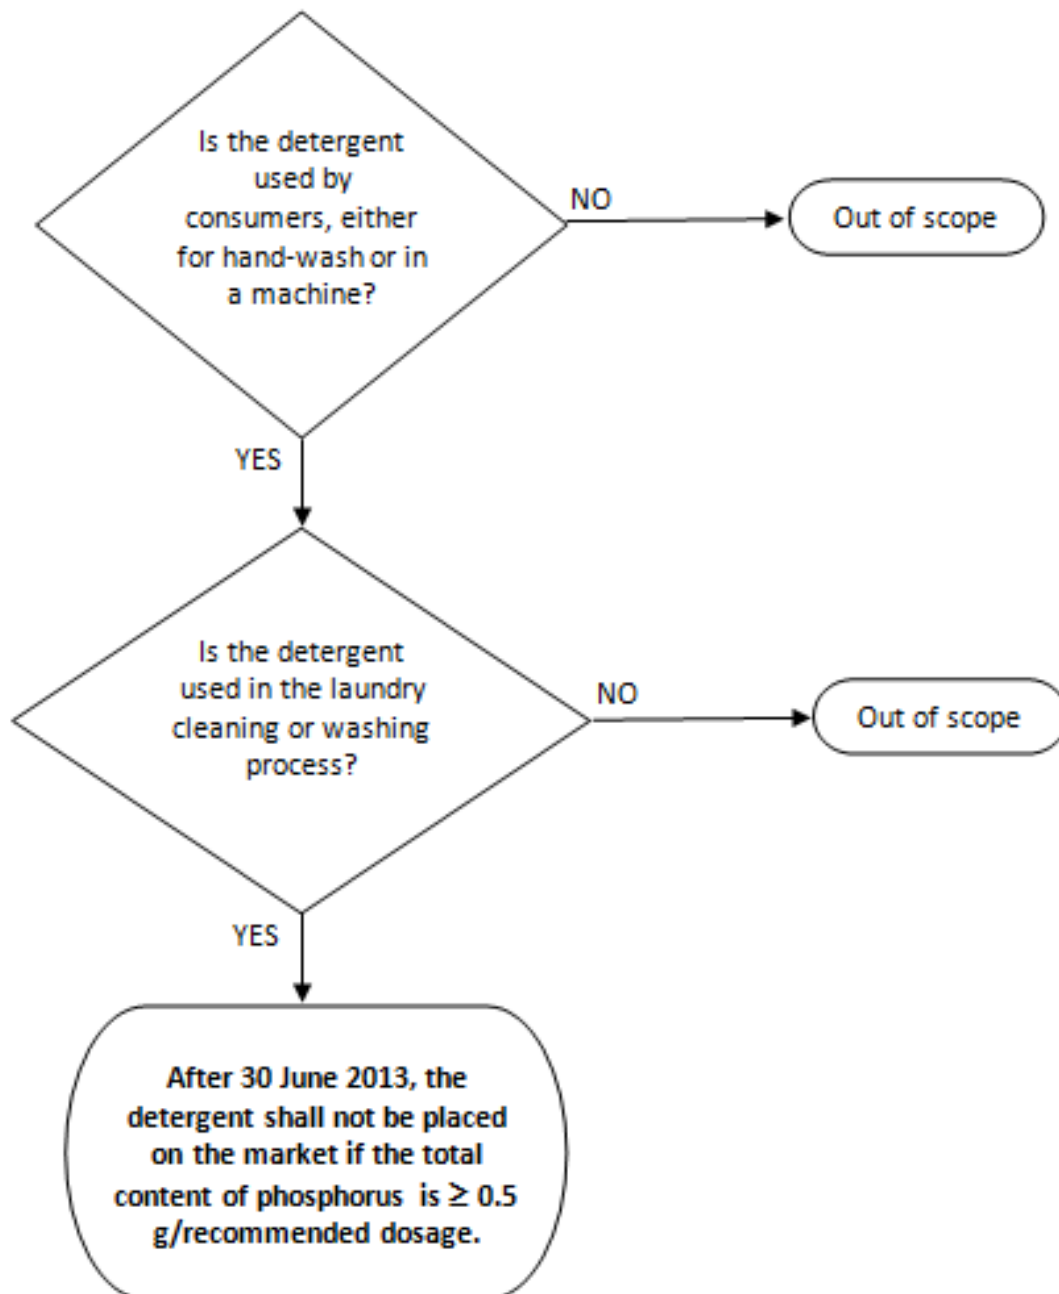 Is the detergent
used by
consumers, either
for hand-wash or in
a machine?
NO
Out of scope
YES
Is the detergent
used in the laundry
cleaning or washing
process?
NO
Out of scope
YES
After 30 June 2013, the
detergent shall not be placed
on the market if the total
content of phosphorus is ≥ 0.5
g/recommended dosage.